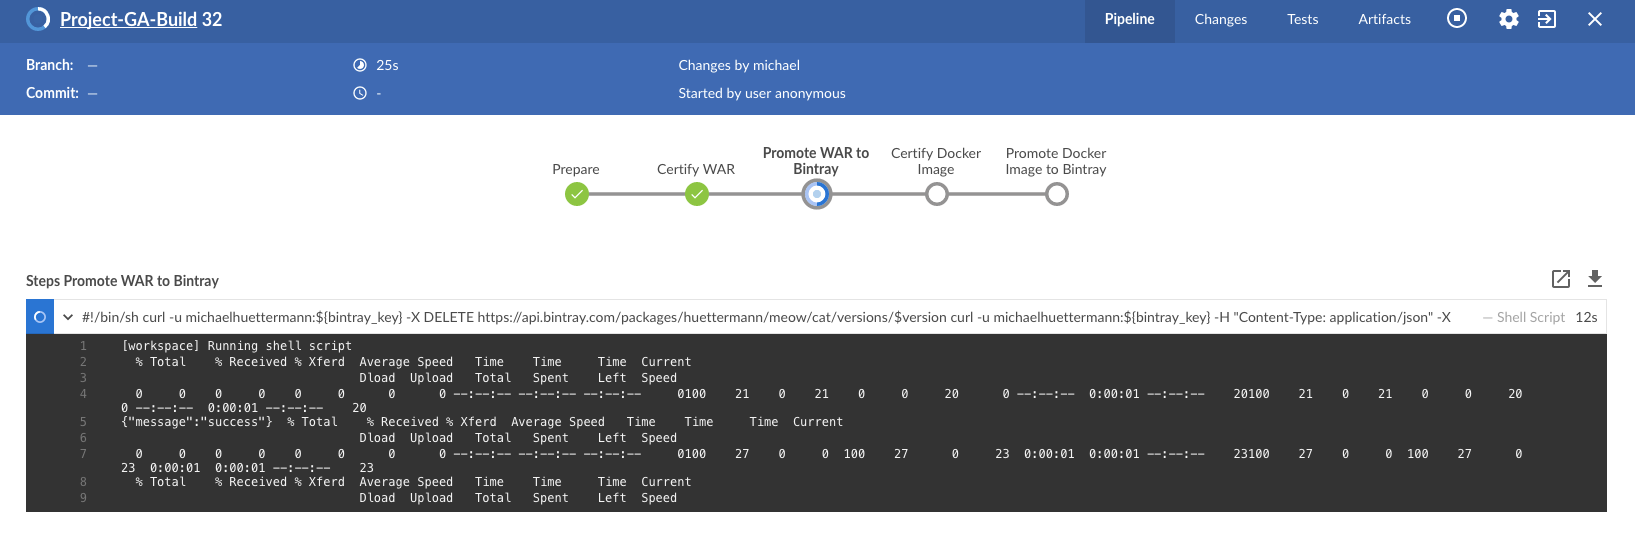 Project-GA-Build 32
Pipeline
Changes
Tests
Artifacts
Branch: —
25s
Changes by michael
Commit: —
-
Started by user anonymous
Prepare
Certify WAR
Promote WAR to
Bintray
Certify Docker
Image
Promote Docker
Image to Bintray
Steps Promote WAR to Bintray
#!/bin/sh curl -u michaelhuettermann:${bintray_key} -X DELETE https://api.bintray.com/packages/huettermann/meow/cat/versions/$version curl -u michaelhuettermann:${bintray_key} -H "Content-Type: application/json" -X — Shell Script 12s
1 [workspace] Running shell script
2 % Total % Received % Xferd Average Speed Time Time Time Current
3 Dload Upload Total Spent Left Speed
4 0 0 0 0 0 0 0 0 --:--:-- --:--:-- --:--:-- 0100 21 0 21 0 0 20 0 --:--:-- 0:00:01 --:--:-- 20100 21 0 21 0 0 20
0 --:--:-- 0:00:01 --:--:-- 20
5 {"message":"success"} % Total % Received % Xferd Average Speed Time Time Time Current
6 Dload Upload Total Spent Left Speed
7 0 0 0 0 0 0 0 0 --:--:-- --:--:-- --:--:-- 0100 27 0 0 100 27 0 23 0:00:01 0:00:01 --:--:-- 23100 27 0 0 100 27 0
23 0:00:01 0:00:01 --:--:-- 23
8 % Total % Received % Xferd Average Speed Time Time Time Current
9 Dload Upload Total Spent Left Speed